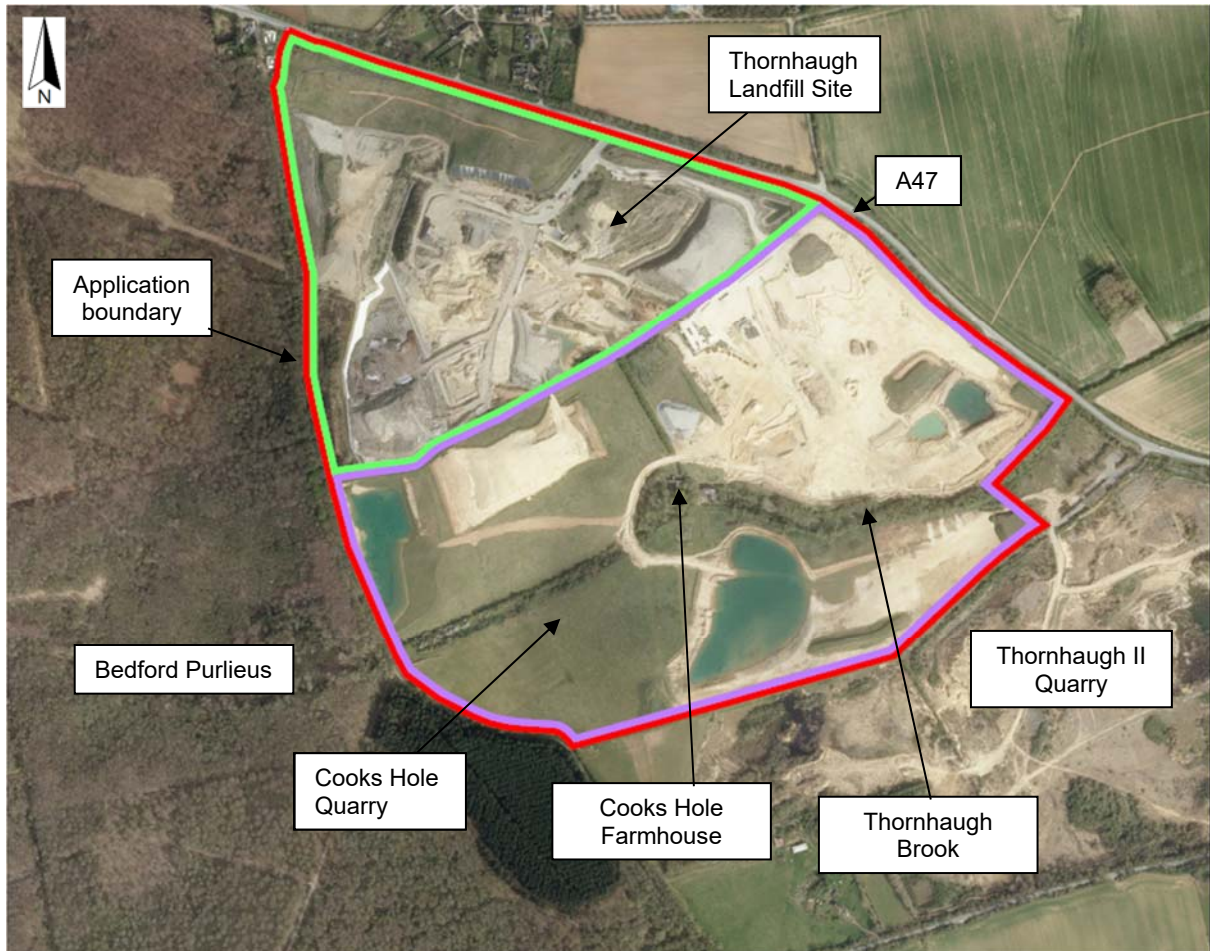 N
Thornhaugh
Landfill Site
A47
Application
boundary
Bedford Purlieus
Thornhaugh II
Quarry
Cooks Hole
Quarry
Cooks Hole
Farmhouse
Thornhaugh
Brook